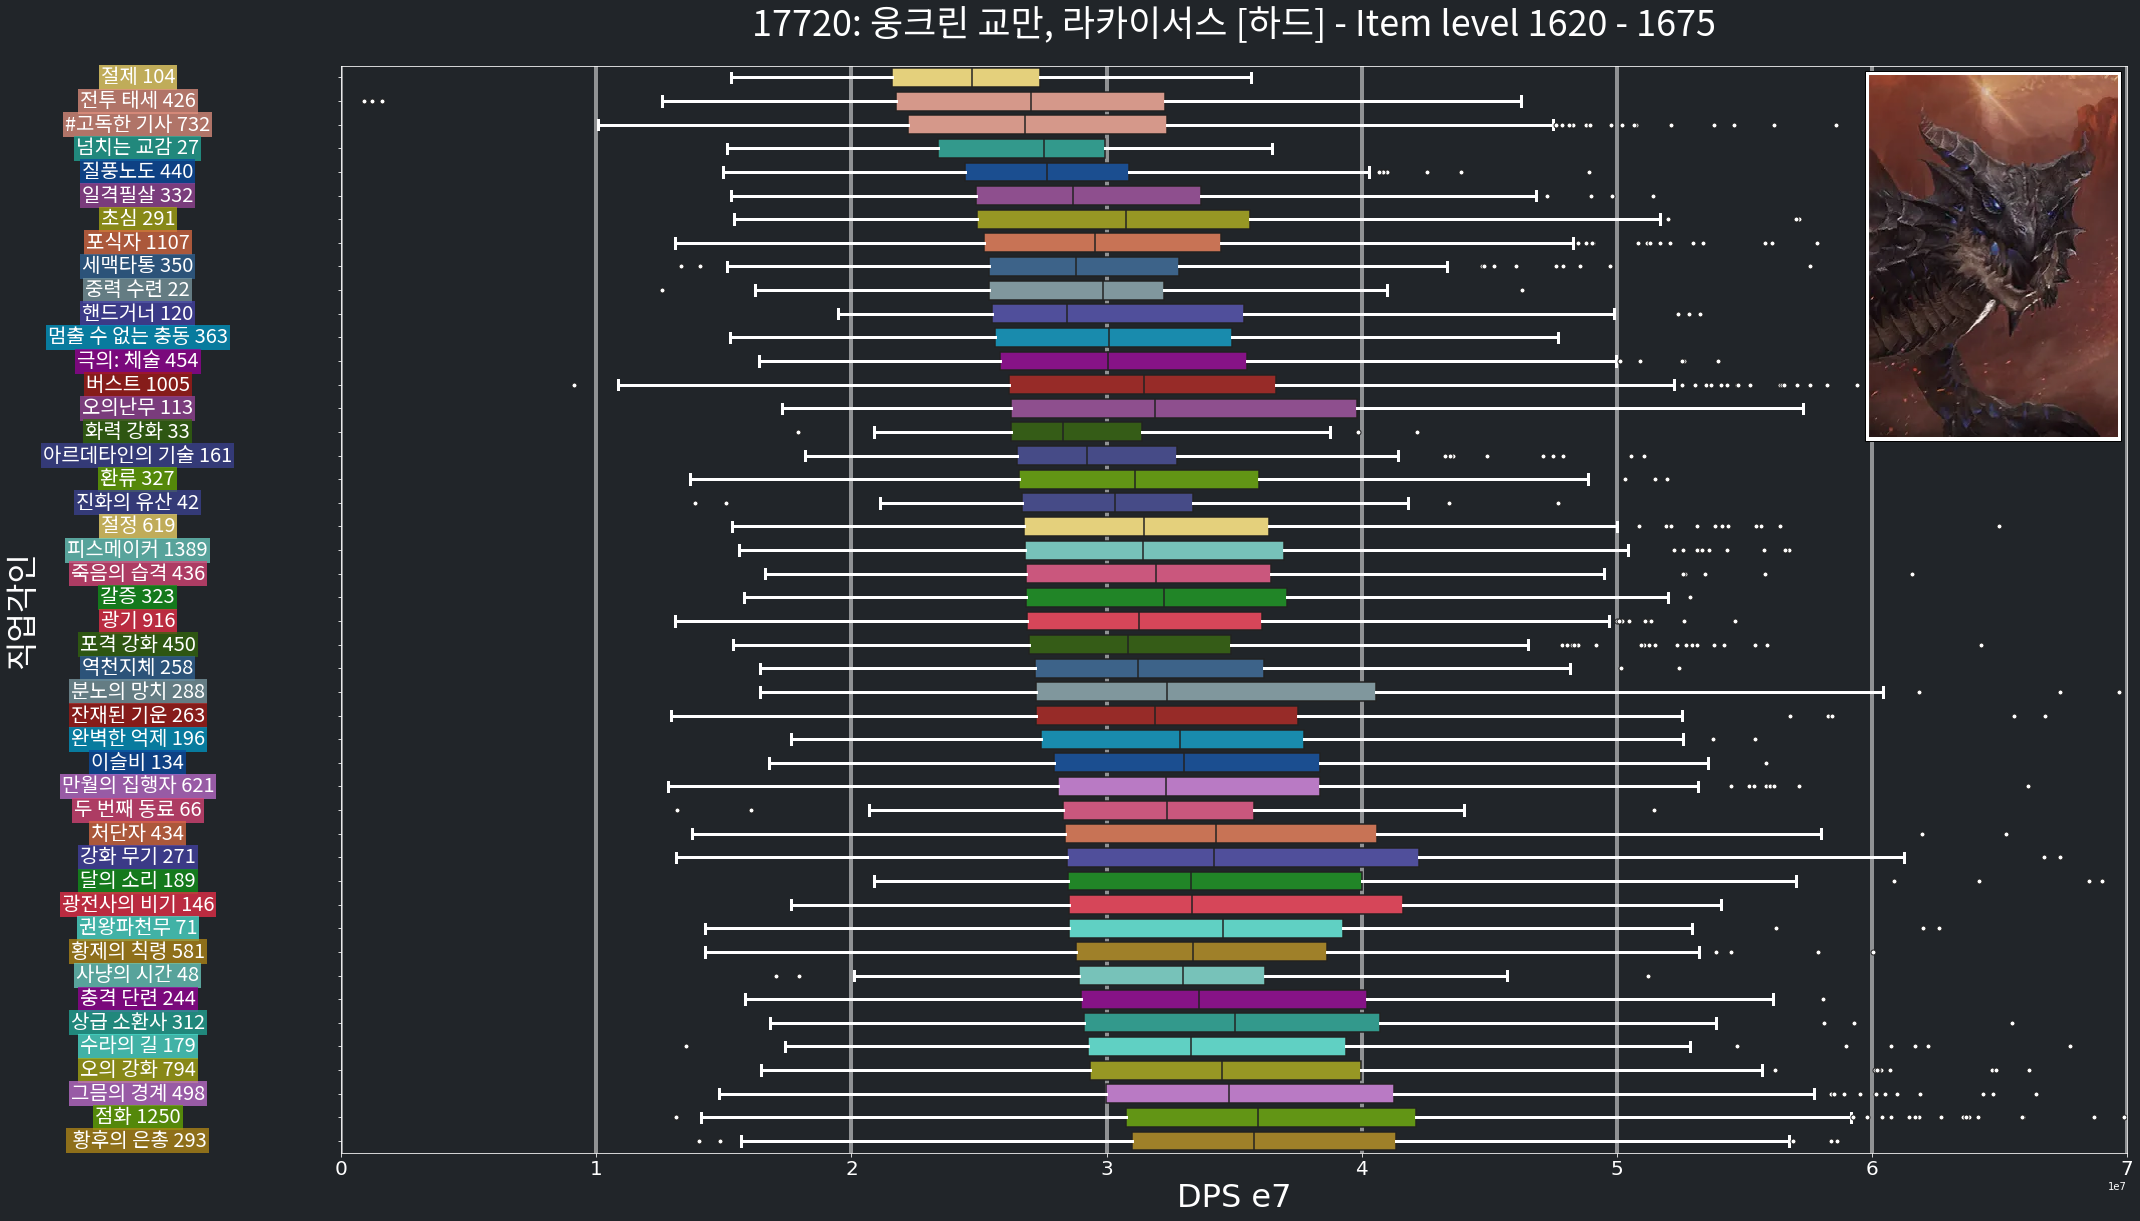 17720: 웅크린 교만, 라카이서스 [하드] - Item level 1620 - 1675
절제 104
전투 태세 426
#고독한 기사 732
넘치는 교감 27
질풍노도 440
일격필살 332
초심 291
포식자 1107
세맥타통 350
중력 수련 22
핸드거너 120
멈출 수 없는 충동 363
극의: 체술 454
버스트 1005
오의난무 113
화력 강화 33
아르데타인의 기술 161
환류 327
진화의 유산 42
절정 619
피스메이커 1389
죽음의 습격 436
갈증 323
광기 916
포격 강화 450
역천지체 258
분노의 망치 288
잔재된 기운 263
완벽한 억제 196
이슬비 134
만월의 집행자 621
두 번째 동료 66
처단자 434
강화 무기 271
달의 소리 189
광전사의 비기 146
권왕파천무 71
황제의 칙령 581
사냥의 시간 48
충격 단련 244
상급 소환사 312
수라의 길 179
오의 강화 794
그믐의 경계 498
점화 1250
황후의 은총 293
직업각인
0 1 2 3 4 5 6 7
DPS e7
1e7